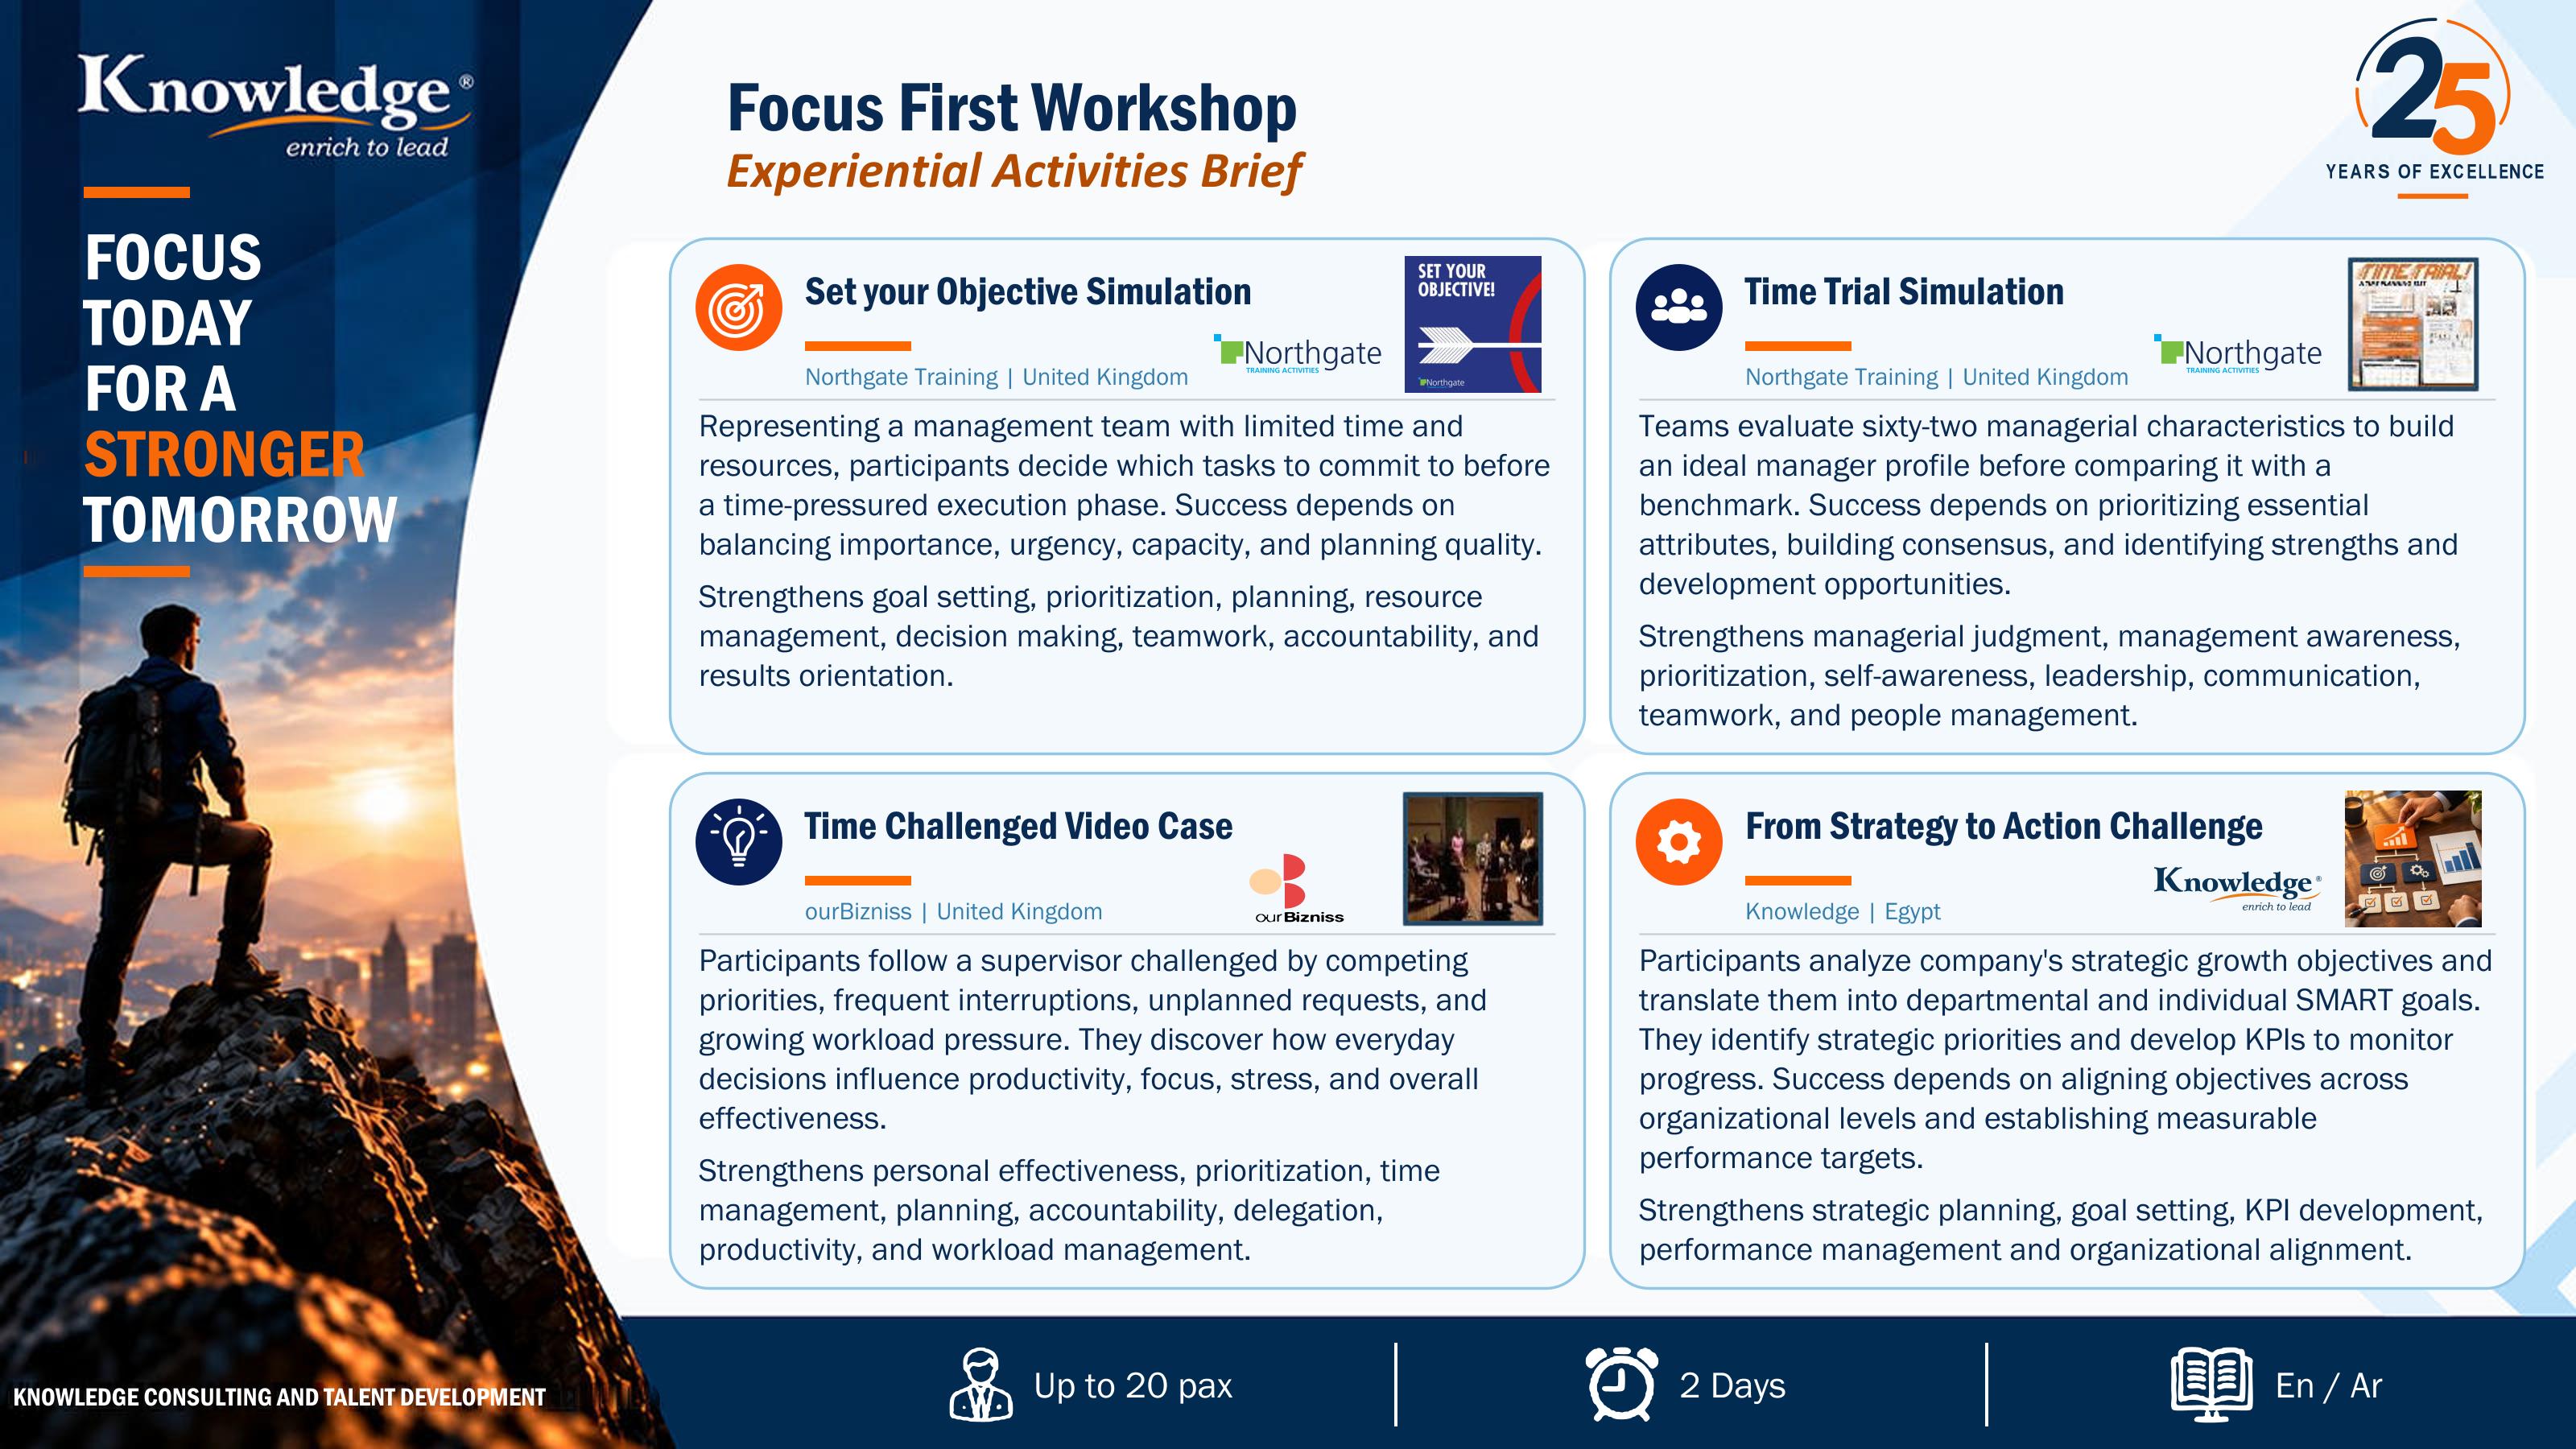 Knowledge®
enrich to lead
FOCUS
TODAY
FOR A
STRONGER
TOMORROW
KNOWLEDGE CONSULTING AND TALENT DEVELOPMENT
Focus First Workshop
Experiential Activities Brief
25
YEARS OF EXCELLENCE
Set your Objective Simulation
Northgate Training | United Kingdom
Northgate
TRAINING ACTIVITIES
SET YOUR
OBJECTIVE!
Northgate
Representing a management team with limited time and
resources, participants decide which tasks to commit to before
a time-pressured execution phase. Success depends on
balancing importance, urgency, capacity, and planning quality.
Strengthens goal setting, prioritization, planning, resource
management, decision making, teamwork, accountability, and
results orientation.
Time Trial Simulation
Northgate Training | United Kingdom
Northgate
TRAINING ACTIVITIES
TIME TRIAL!
Teams evaluate sixty-two managerial characteristics to build
an ideal manager profile before comparing it with a
benchmark. Success depends on prioritizing essential
attributes, building consensus, and identifying strengths and
development opportunities.
Strengthens managerial judgment, management awareness,
prioritization, self-awareness, leadership, communication,
teamwork, and people management.
Time Challenged Video Case
ourBizniss | United Kingdom
ourBizniss
Participants follow a supervisor challenged by competing
priorities, frequent interruptions, unplanned requests, and
growing workload pressure. They discover how everyday
decisions influence productivity, focus, stress, and overall
effectiveness.
Strengthens personal effectiveness, prioritization, time
management, planning, accountability, delegation,
productivity, and workload management.
From Strategy to Action Challenge
Knowledge | Egypt
Knowledge®
enrich to lead
Participants analyze company's strategic growth objectives and
translate them into departmental and individual SMART goals.
They identify strategic priorities and develop KPIs to monitor
progress. Success depends on aligning objectives across
organizational levels and establishing measurable
performance targets.
Strengthens strategic planning, goal setting, KPI development,
performance management and organizational alignment.
Up to 20 pax
2 Days
En / Ar